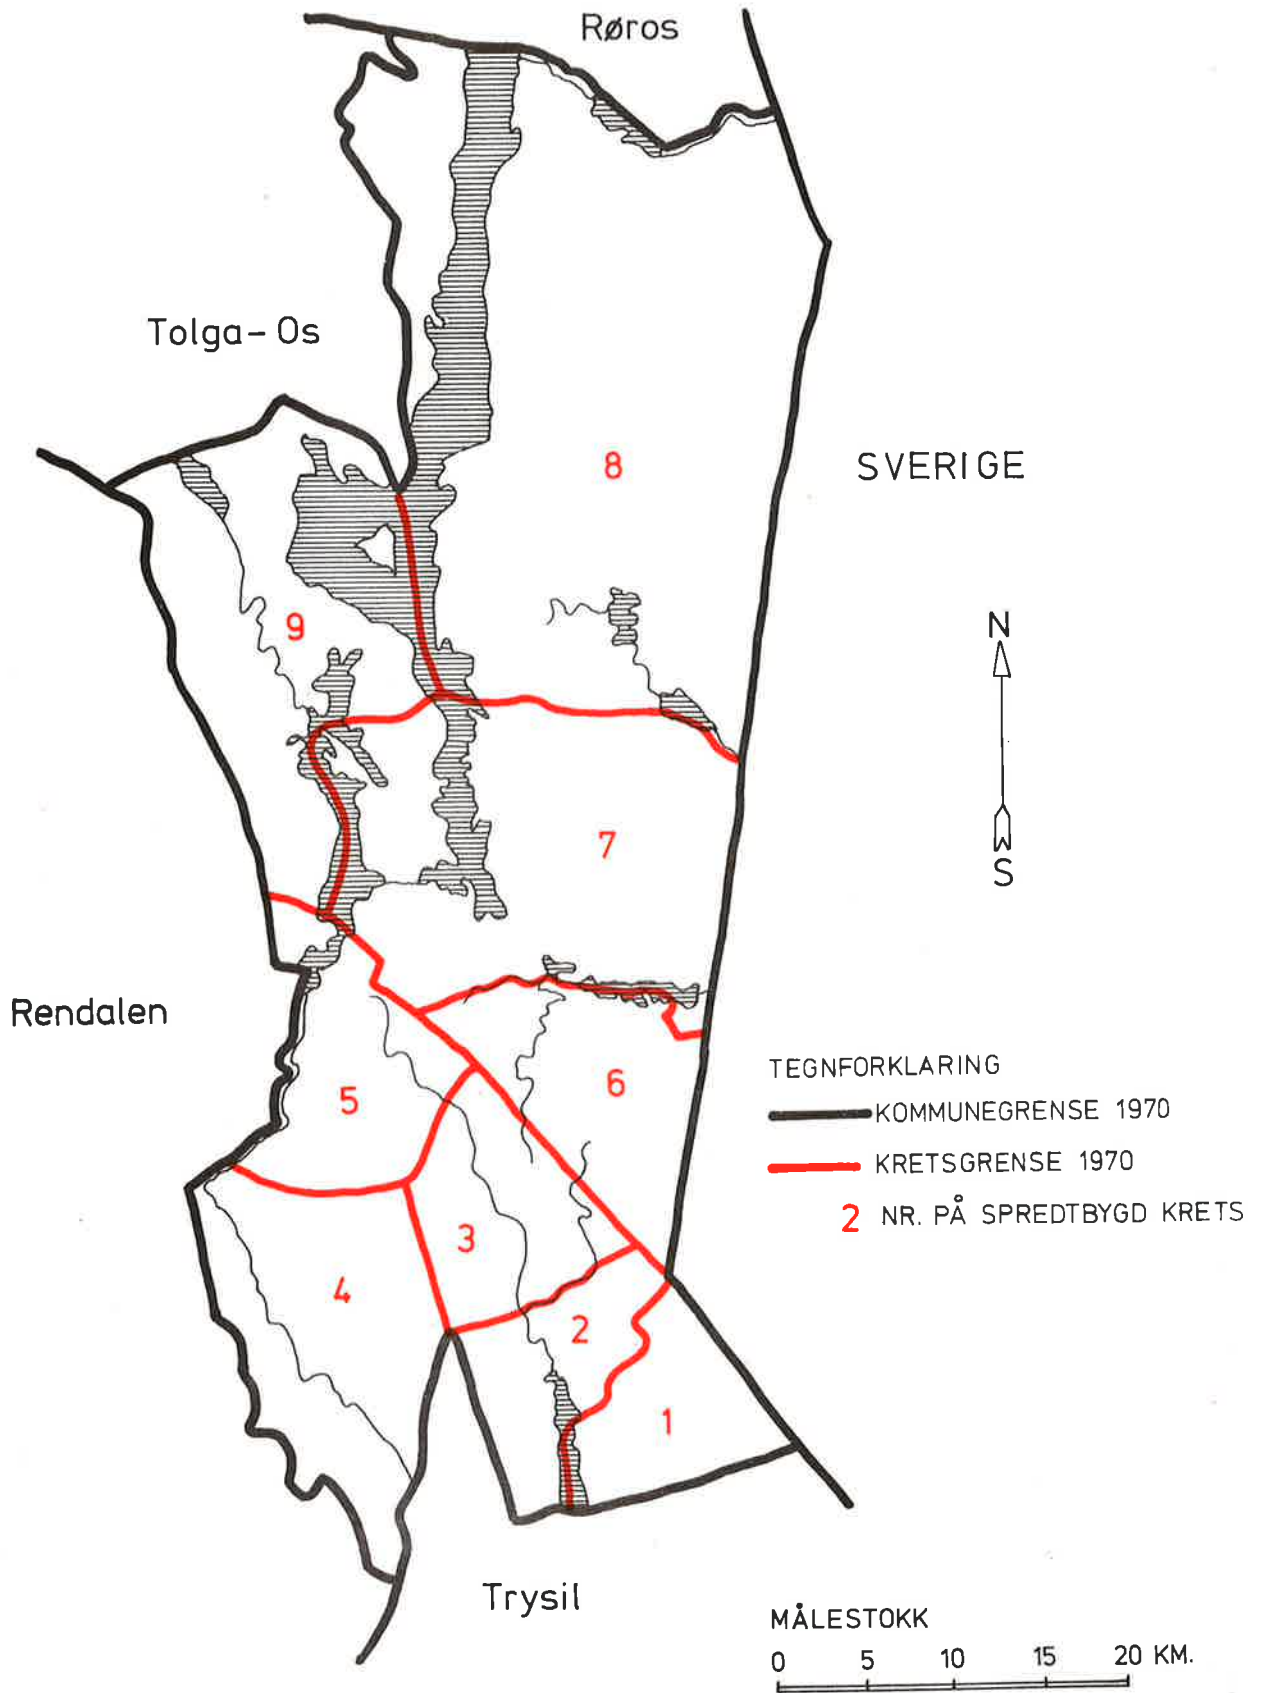 Røros
Tolga-Os
8
SVERIGE
9
N
7
S
Rendalen
6
5
TEGNFORKLARING
KOMMUNEGRENSE 1970
KRETSGRENSE 1970
2 NR. PÅ SPREDTBYGD KRETS
3
4
2
1
Trysil
MÅLESTOKK
0 5 10 15 20 KM.